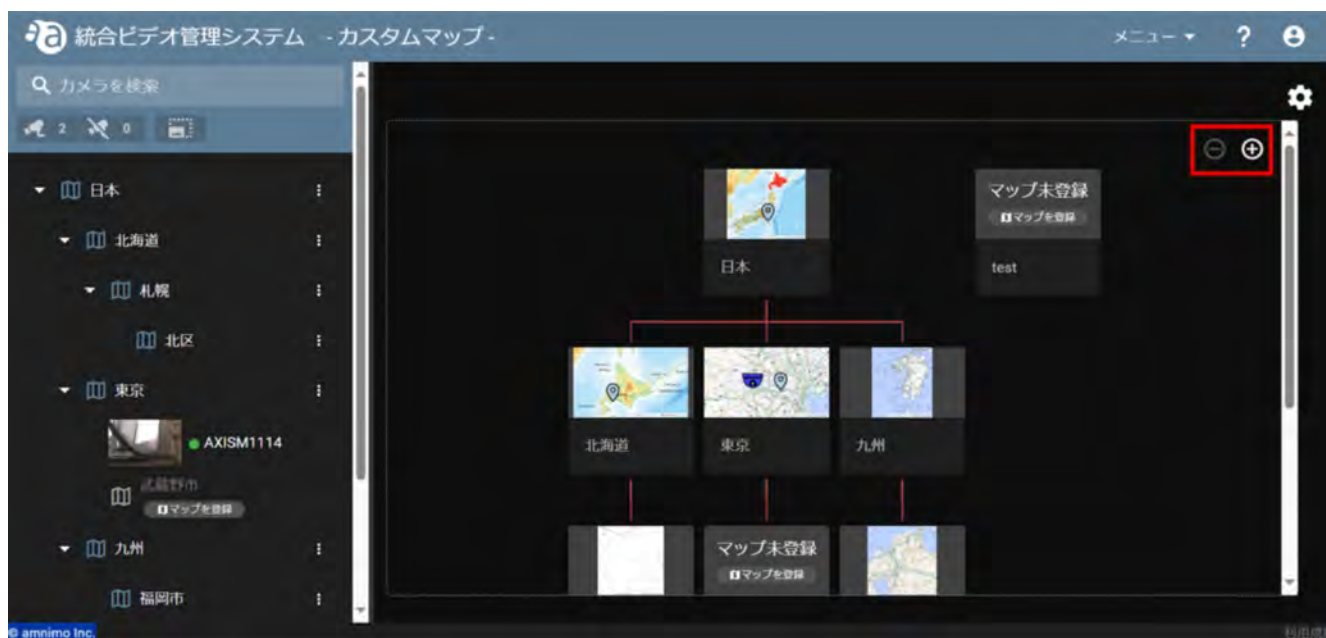 統合ビデオ管理システム - カスタムマップ -
メニュー
?
カメラを検索
2 0
日本
北海道
札幌
北区
東京
AXISM1114
武蔵野市
マップを登録
九州
福岡市
日本
マップ未登録
マップを登録
test
北海道
東京
九州
マップ未登録
マップを登録
© amnimo Inc.